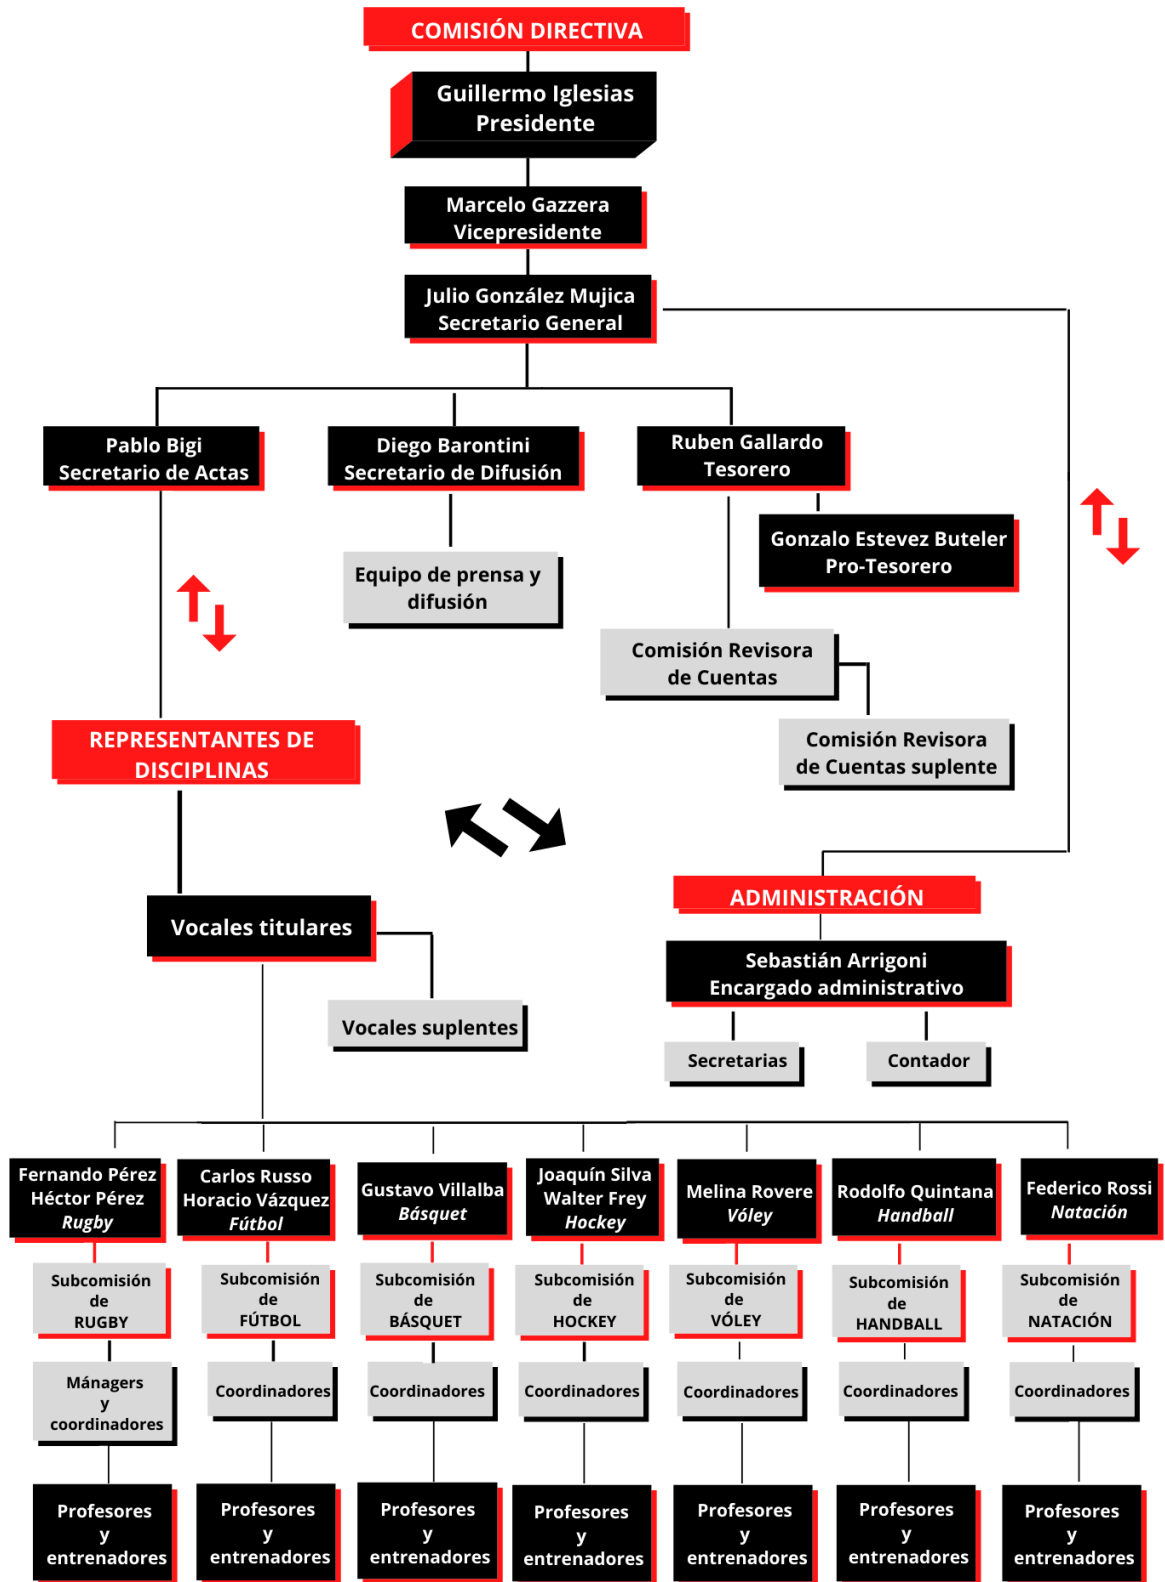 COMISIÓN DIRECTIVA
Guillermo Iglesias
Presidente
Marcelo Gazzera
Vicepresidente
Julio González Mujica
Secretario General
Pablo Bigi
Secretario de Actas
Diego Barontini
Secretario de Difusión
Ruben Gallardo
Tesorero
Gonzalo Estevez Buteler
Pro-Tesorero
Equipo de prensa y
difusión
Comisión Revisora
de Cuentas
Comisión Revisora
de Cuentas suplente
REPRESENTANTES DE
DISCIPLINAS
Vocales titulares
Vocales suplentes
ADMINISTRACIÓN
Sebastián Arrigoni
Encargado administrativo
Secretarias
Contador
Fernando Pérez
Héctor Pérez
Rugby
Carlos Russo
Horacio Vázquez
Fútbol
Gustavo Villalba
Básquet
Joaquín Silva
Walter Frey
Hockey
Melina Rovere
Vóley
Rodolfo Quintana
Handball
Federico Rossi
Natación
Subcomisión
de
RUGBY
Subcomisión
de
FÚTBOL
Subcomisión
de
BÁSQUET
Subcomisión
de
HOCKEY
Subcomisión
de
VÓLEY
Subcomisión
de
HANDBALL
Subcomisión
de
NATACIÓN
Mánagers
y
coordinadores
Coordinadores
Coordinadores
Coordinadores
Coordinadores
Coordinadores
Coordinadores
Profesores
y
entrenadores
Profesores
y
entrenadores
Profesores
y
entrenadores
Profesores
y
entrenadores
Profesores
y
entrenadores
Profesores
y
entrenadores
Profesores
y
entrenadores